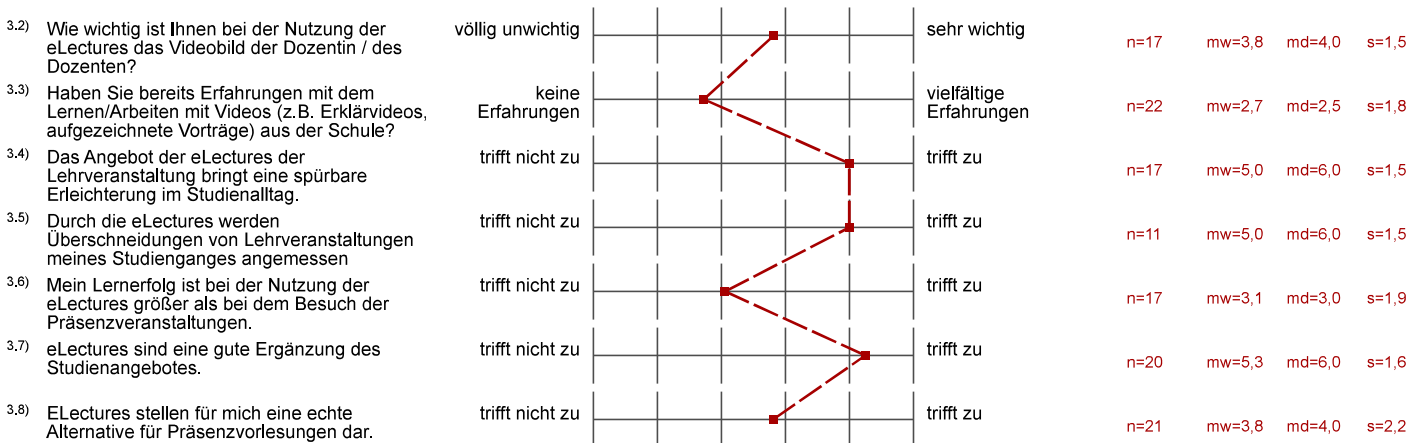 3.2) Wie wichtig ist Ihnen bei der Nutzung der
eLectures das Videobild der Dozentin / des
Dozenten?
völlig unwichtig
sehr wichtig
n=17 mw=3,8 md=4,0 s=1,5
3.3) Haben Sie bereits Erfahrungen mit dem
Lernen/Arbeiten mit Videos (z.B. Erklärvideos,
aufgezeichnete Vorträge) aus der Schule?
keine
Erfahrungen
vielfältige
Erfahrungen
n=22 mw=2,7 md=2,5 s=1,8
3.4) Das Angebot der eLectures der
Lehrveranstaltung bringt eine spürbare
Erleichterung im Studienalltag.
trifft nicht zu
trifft zu
n=17 mw=5,0 md=6,0 s=1,5
3.5) Durch die eLectures werden
Überschneidungen von Lehrveranstaltungen
meines Studienganges angemessen
trifft nicht zu
trifft zu
n=11 mw=5,0 md=6,0 s=1,5
3.6) Mein Lernerfolg ist bei der Nutzung der
eLectures größer als bei dem Besuch der
Präsenzveranstaltungen.
trifft nicht zu
trifft zu
n=17 mw=3,1 md=3,0 s=1,9
3.7) eLectures sind eine gute Ergänzung des
Studienangebotes.
trifft nicht zu
trifft zu
n=20 mw=5,3 md=6,0 s=1,6
3.8) ELectures stellen für mich eine echte
Alternative für Präsenzvorlesungen dar.
trifft nicht zu
trifft zu
n=21 mw=3,8 md=4,0 s=2,2